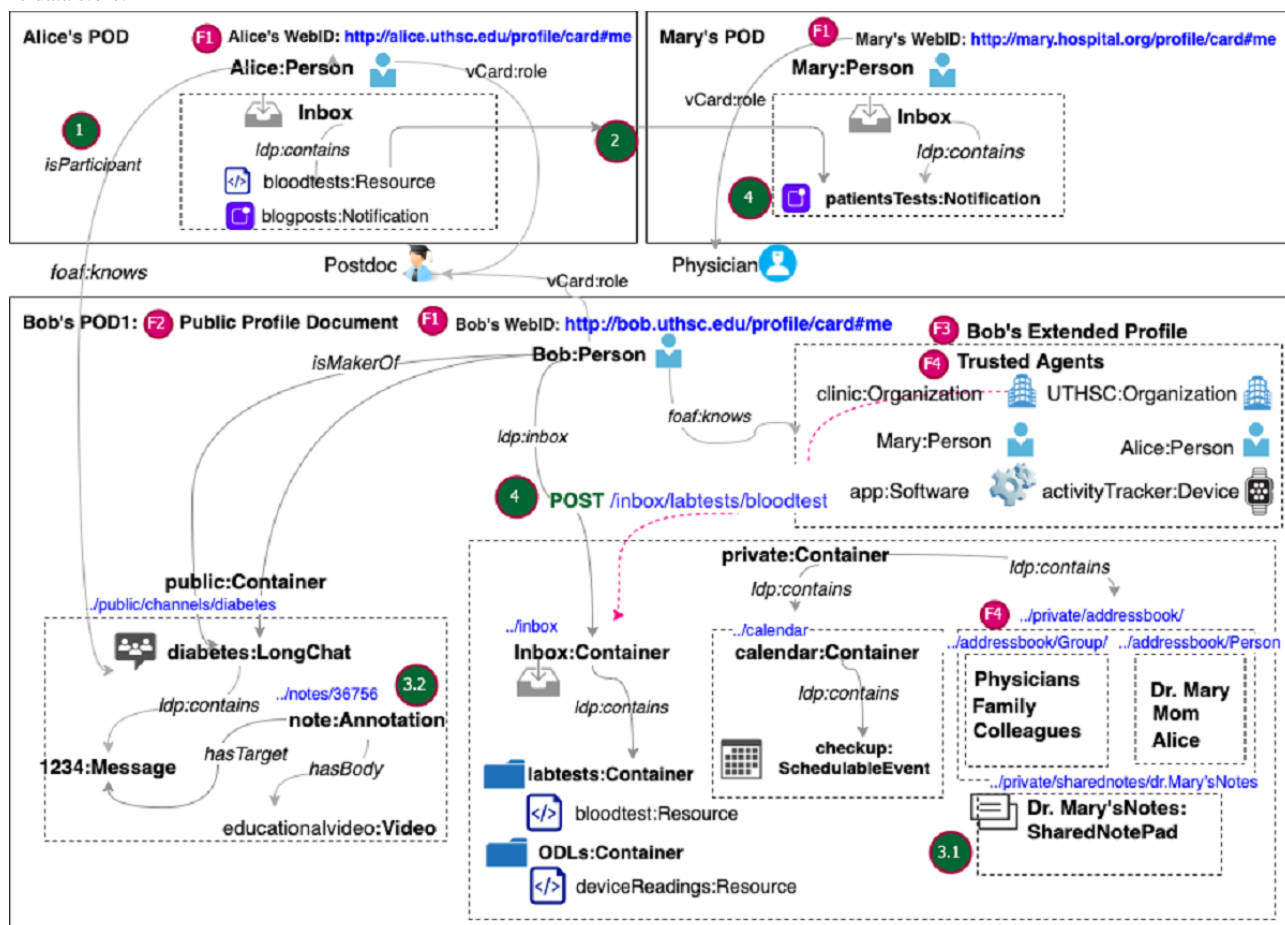 Alice's POD
F1 Alice's WebID: http://alice.uthsc.edu/profile/card#me
Alice:Person
vCard:role
Inbox
ldp:contains
bloodtests:Resource
blogposts:Notification
1
isParticipant
2
Mary's POD
F1
Mary's WebID: http://mary.hospital.org/profile/card#me
Mary:Person
vCard:role
Inbox
ldp:contains
4
patientsTests:Notification
foaf:knows
Postdoc
vCard:role
Physician
Bob's POD1: F2 Public Profile Document
F1 Bob's WebID: http://bob.uthsc.edu/profile/card#me
F3 Bob's Extended Profile
isMakerOf
Bob:Person
F4 Trusted Agents
clinic:Organization
UTHSC:Organization
ldp:inbox
foaf:knows
Mary:Person
Alice:Person
app:Software
activityTracker:Device
4 POST /inbox/labtests/bloodtest
public:Container
../public/channels/diabetes
diabetes:LongChat
3.2
../notes/36756
ldp:contains
note:Annotation
hasTarget
1234:Message
hasBody
educationalvideo:Video
private:Container
ldp:contains
ldp:contains
../inbox
Inbox:Container
ldp:contains
labtests:Container
bloodtest:Resource
ODLs:Container
deviceReadings:Resource
../calendar
calendar:Container
ldp:contains
checkup:
SchedulableEvent
F4
../private/addressbook/
../addressbook/Group/
../addressbook/Person
Physicians
Family
Colleagues
Dr. Mary
Mom
Alice
../private/sharednotes/dr.Mary'sNotes
Dr. Mary'sNotes:
SharedNotePad
3.1